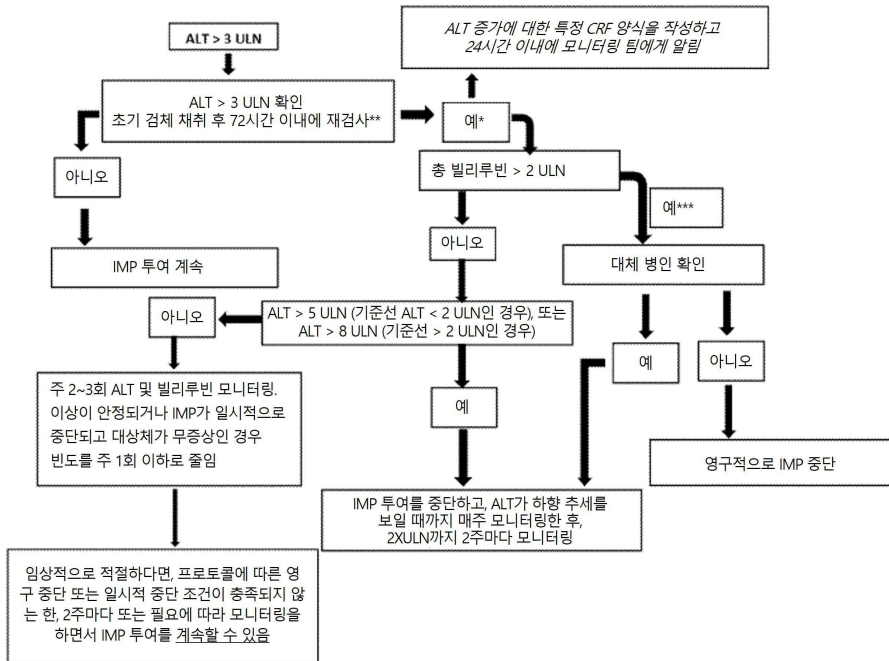 ALT > 3 ULN
ALT 증가에 대한 특정 CRF 양식을 작성하고
24시간 이내에 모니터링 팀에게 알림
ALT > 3 ULN 확인
초기 검체 채취 후 72시간 이내에 재검사**
예*
아니오
총 빌리루빈 > 2 ULN
예***
아니오
IMP 투여 계속
대체 병인 확인
아니오
ALT > 5 ULN (기준선 ALT < 2 ULN인 경우), 또는
ALT > 8 ULN (기준선 > 2 ULN인 경우)
예
아니오
주 2~3회 ALT 및 빌리루빈 모니터링.
이상이 안정되거나 IMP가 일시적으로
중단되고 대상체가 무증상인 경우
빈도를 주 1회 이하로 줄임
예
영구적으로 IMP 중단
IMP 투여를 중단하고, ALT가 하향 추세를
보일 때까지 매주 모니터링한 후,
2XULN까지 2주마다 모니터링
임상적으로 적절하다면, 프로토콜에 따른 영
구 중단 또는 일시적 중단 조건이 충족되지 않
는 한, 2주마다 또는 필요에 따라 모니터링을
하면서 IMP 투여를 계속할 수 있음